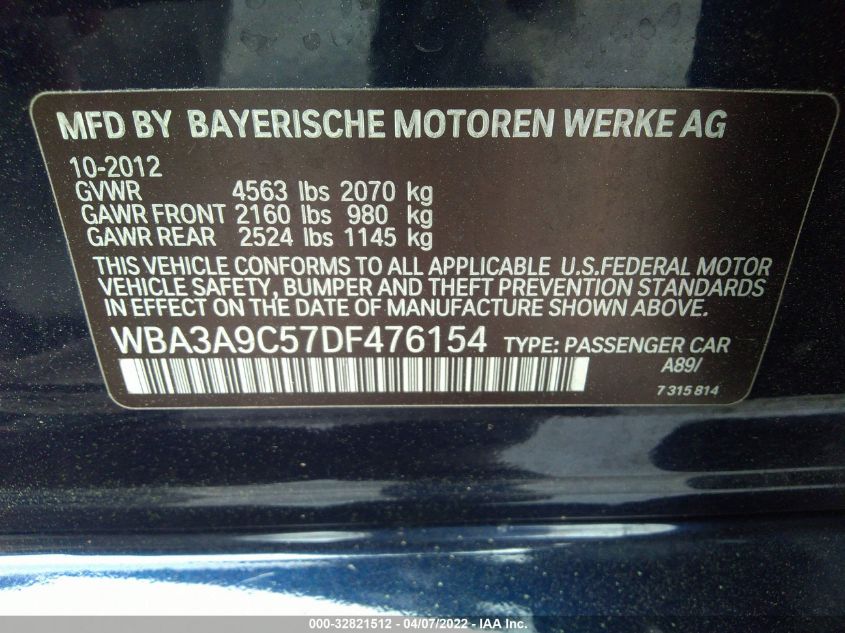 MFD BY BAYERISCHE MOTOREN WERKE AG
10-2012
GVWR 4563 lbs 2070 kg
GAWR FRONT 2160 lbs 980 kg
GAWR REAR 2524 lbs 1145 kg
THIS VEHICLE CONFORMS TO ALL APPLICABLE U.S.FEDERAL MOTOR
VEHICLE SAFETY, BUMPER AND THEFT PREVENTION STANDARDS
IN EFFECT ON THE DATE OF MANUFACTURE SHOWN ABOVE.
WBA3A9C57DF476154 TYPE: PASSENGER CAR
A89/
7 315 814
000-32821512 - 04/07/2022 - IAA Inc.